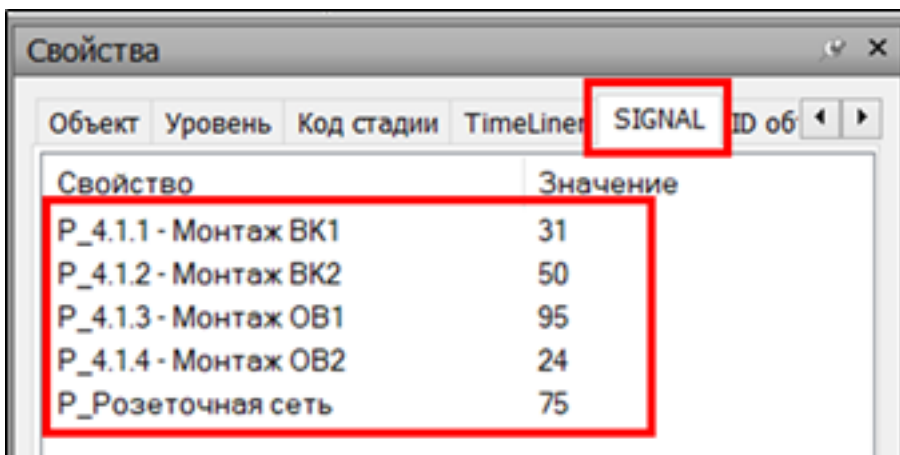 Свойства
Объект Уровень Код стадии TimeLiner SIGNAL ID об
Свойство Значение
P_4.1.1 - Монтаж ВК1 31
P_4.1.2 - Монтаж ВК2 50
P_4.1.3 - Монтаж ОВ1 95
P_4.1.4 - Монтаж ОВ2 24
P_Розеточная сеть 75